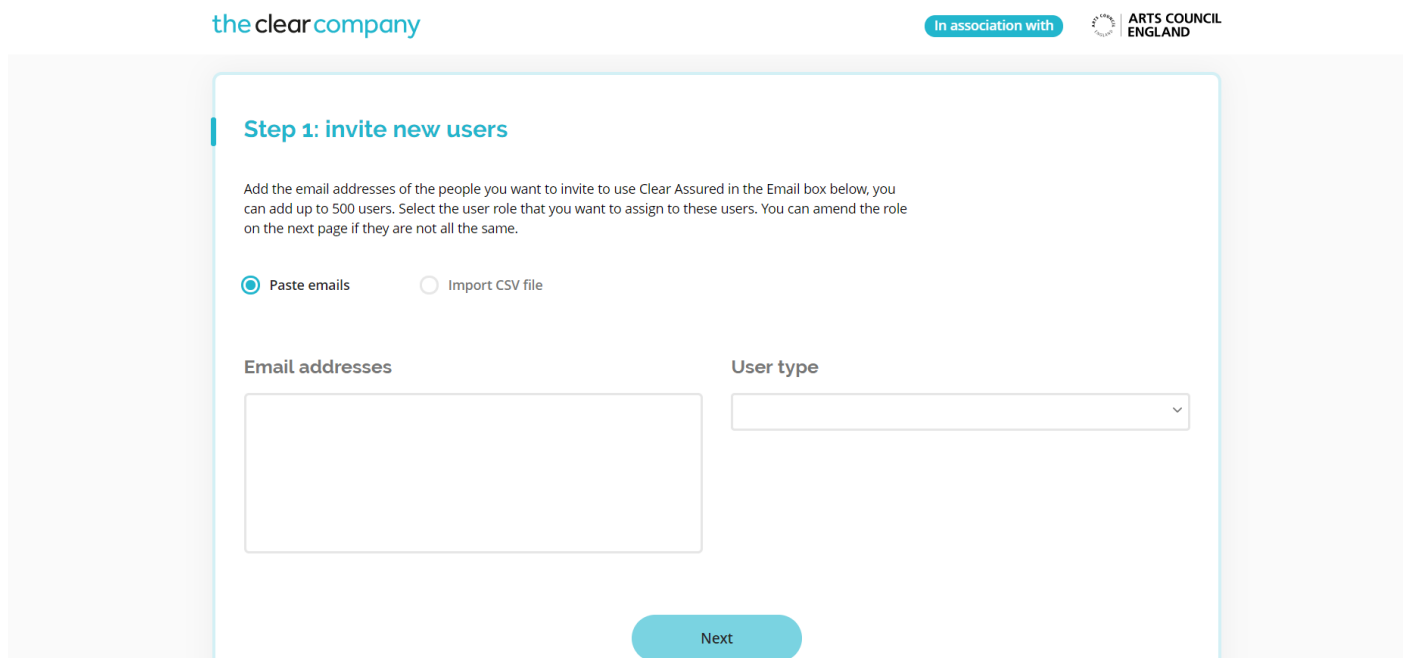 the clear company
In association with
ARTS COUNCIL
ENGLAND
Step 1: invite new users
Add the email addresses of the people you want to invite to use Clear Assured in the Email box below, you
can add up to 500 users. Select the user role that you want to assign to these users. You can amend the role
on the next page if they are not all the same.
Paste emails
Import CSV file
Email addresses
User type
Next